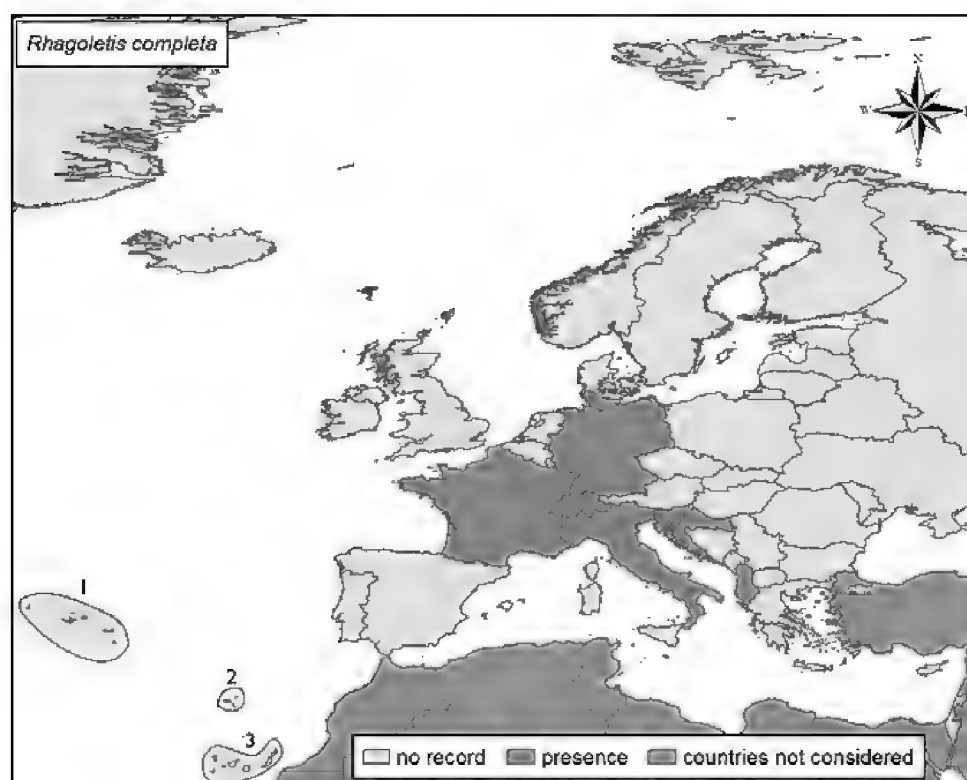 Rhagoletis completa
N
W
E
S
1
2
3
no record presence countries not considered